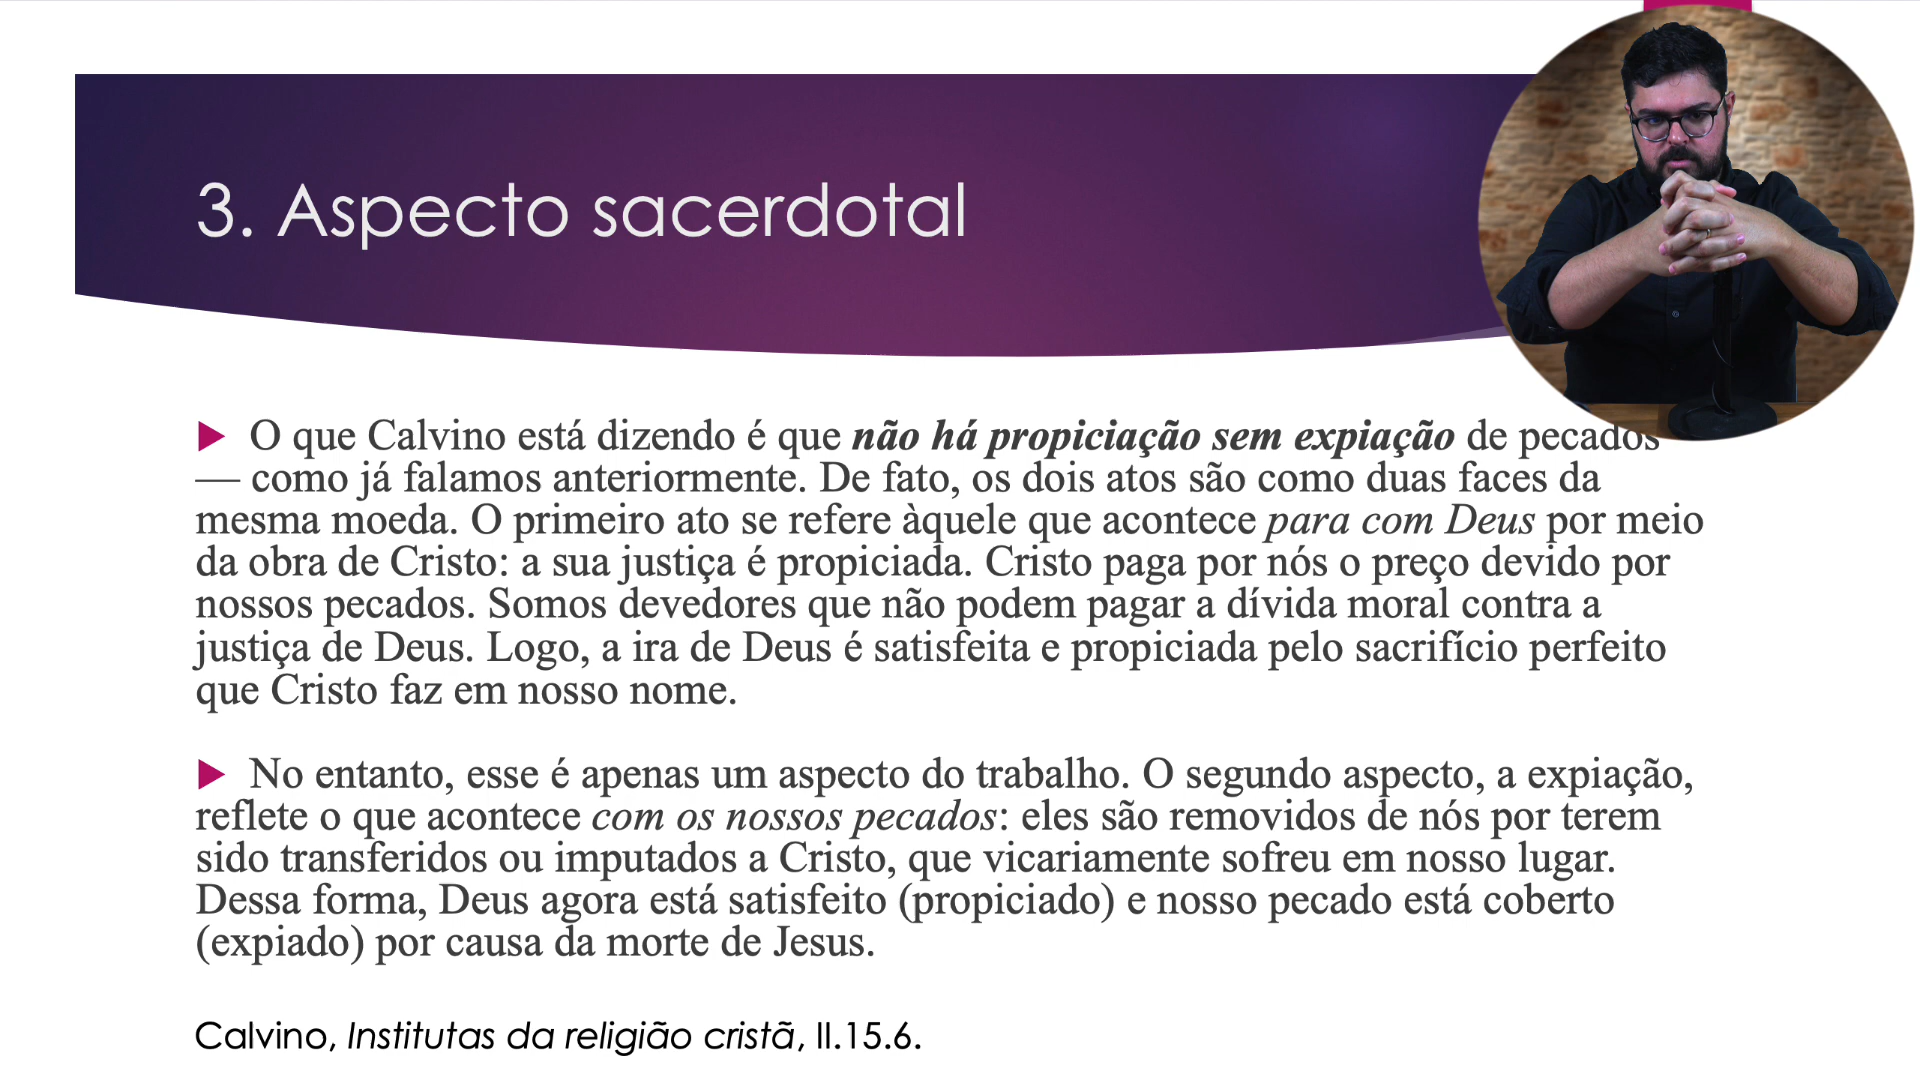 3. Aspecto sacerdotal
O que Calvino está dizendo é que não há propiciação sem expiação de pecados
— como já falamos anteriormente. De fato, os dois atos são como duas faces da
mesma moeda. O primeiro ato se refere àquele que acontece para com Deus por meio
da obra de Cristo: a sua justiça é propiciada. Cristo paga por nós o preço devido por
nossos pecados. Somos devedores que não podem pagar a dívida moral contra a
justiça de Deus. Logo, a ira de Deus é satisfeita e propiciada pelo sacrifício perfeito
que Cristo faz em nosso nome.
No entanto, esse é apenas um aspecto do trabalho. O segundo aspecto, a expiação,
reflete o que acontece com os nossos pecados: eles são removidos de nós por terem
sido transferidos ou imputados a Cristo, que vicariamente sofreu em nosso lugar.
Dessa forma, Deus agora está satisfeito (propiciado) e nosso pecado está coberto
(expiado) por causa da morte de Jesus.
Calvino, Institutas da religião cristã, II.15.6.